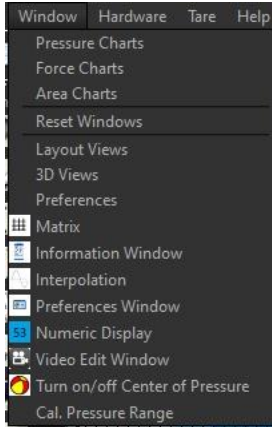 Window Hardware Tare Help
Pressure Charts
Force Charts
Area Charts
Reset Windows
Layout Views
3D Views
Preferences
Matrix
Information Window
Interpolation
Preferences Window
53 Numeric Display
Video Edit Window
Turn on/off Center of Pressure
Cal. Pressure Range